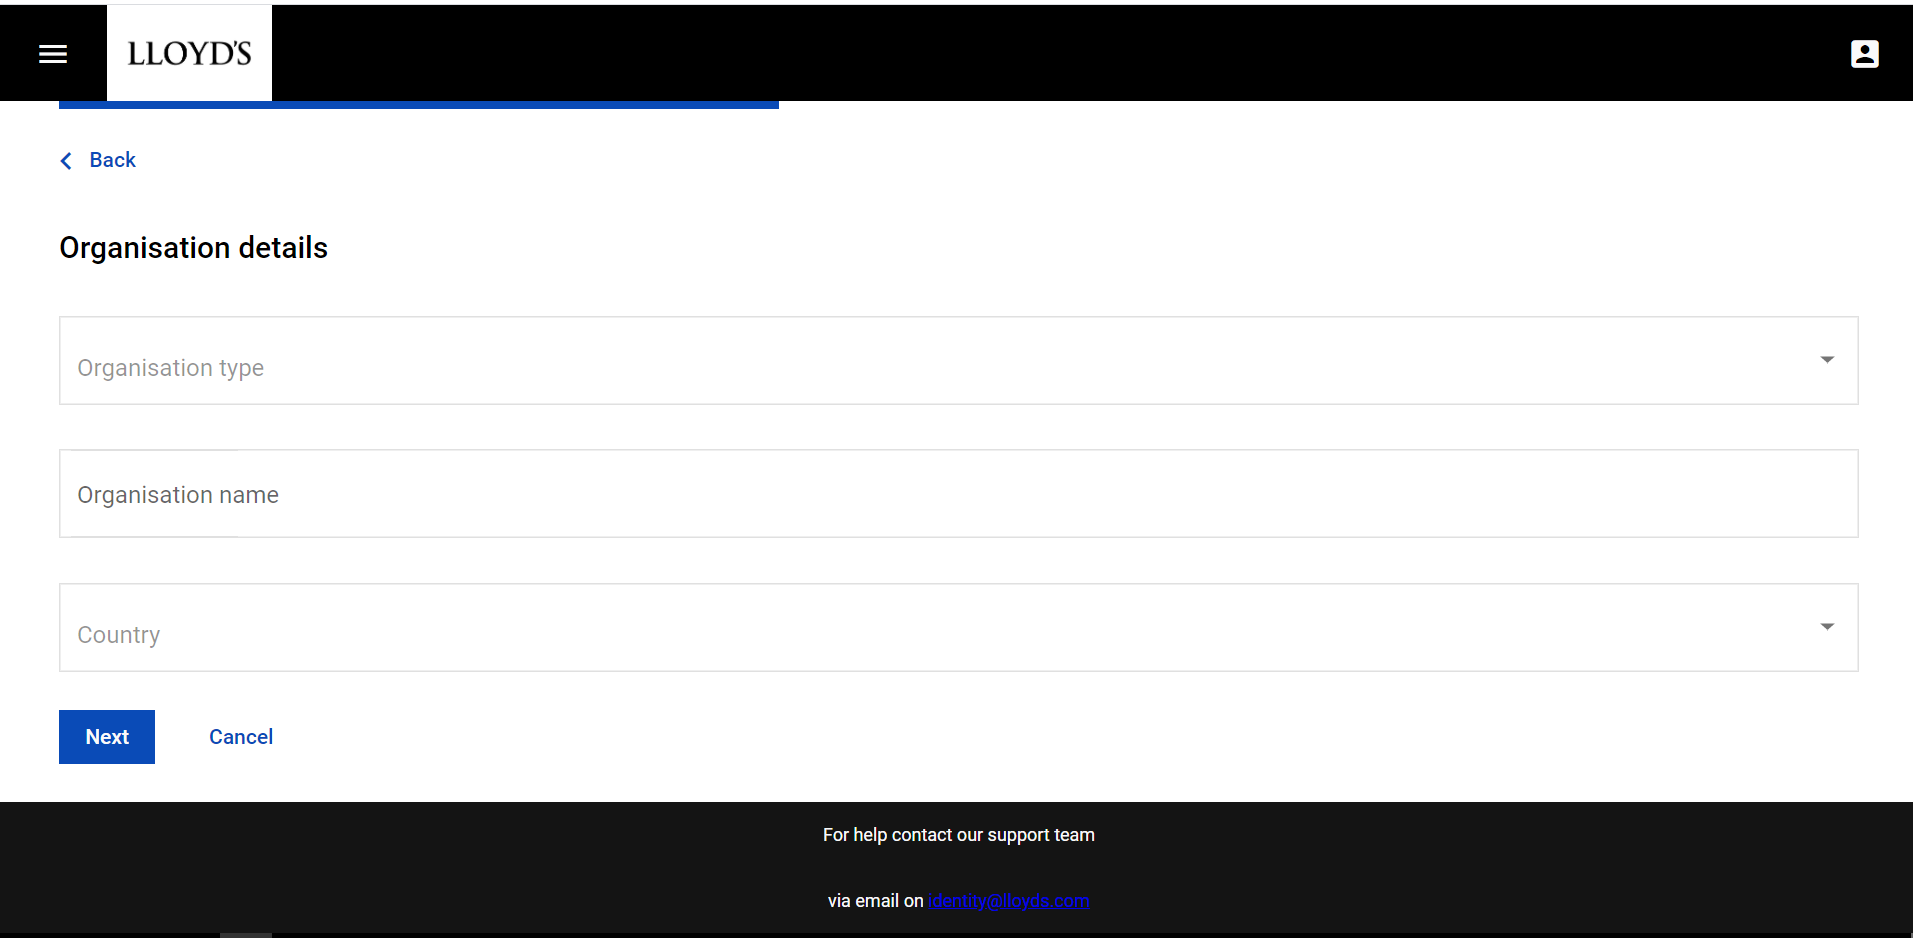 LLOYD'S
Back
Organisation details
Organisation type
Organisation name
Country
Next
Cancel
For help contact our support team
via email on identity@lloyds.com